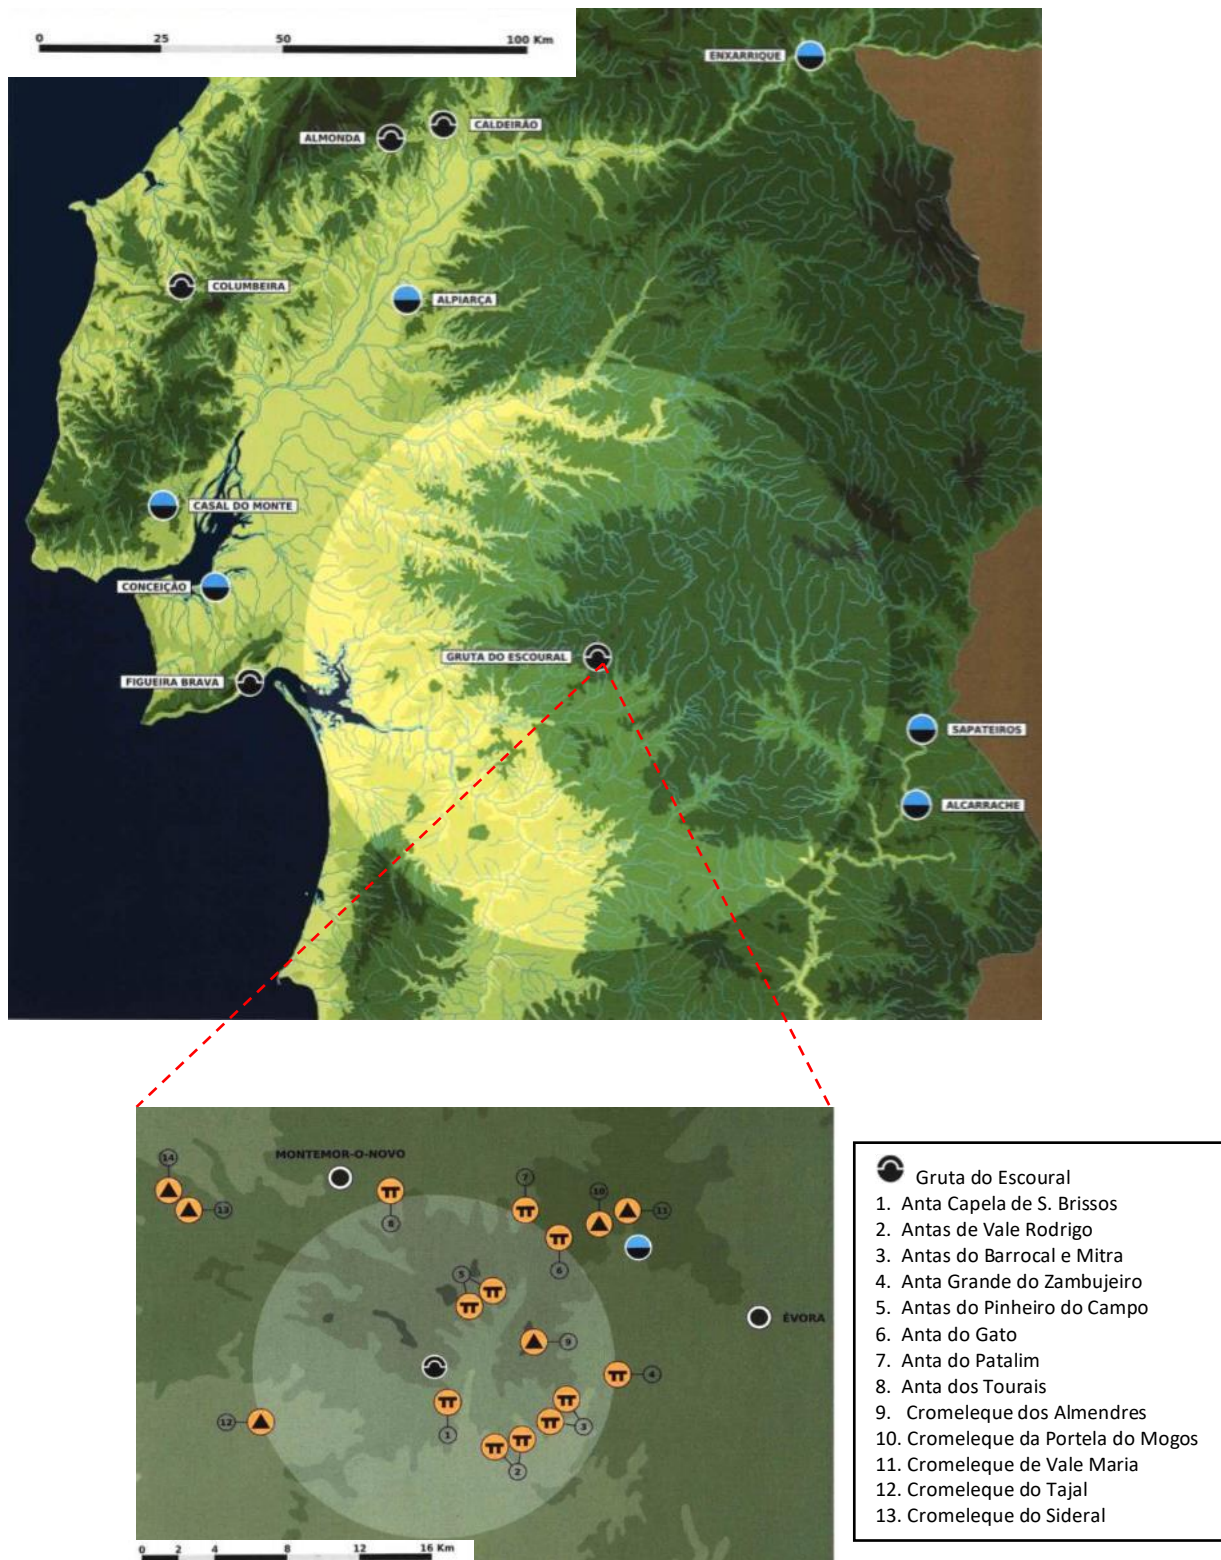 0 25 50 100 Km
ENXARRIQUE
CALDEIRÃO
ALMONDA
COLUMBEIRA
ALPIARÇA
CASAL DO MONTE
CONCEIÇÃO
GRUTA DO ESCOURAL
FIGUEIRA BRAVA
SAPATEIROS
ALCARRACHE
MONTEMOR-O-NOVO
14
13
8
7
10
11
6
5
ÉVORA
9
4
12
1
3
2
0 2 4 8 12 16 Km
Gruta do Escoural
1. Anta Capela de S. Brissos
2. Antas de Vale Rodrigo
3. Antas do Barrocal e Mitra
4. Anta Grande do Zambujeiro
5. Antas do Pinheiro do Campo
6. Anta do Gato
7. Anta do Patalim
8. Anta dos Tourais
9. Cromeleque dos Almendres
10. Cromeleque da Portela do Mogos
11. Cromeleque de Vale Maria
12. Cromeleque do Tajal
13. Cromeleque do Sideral